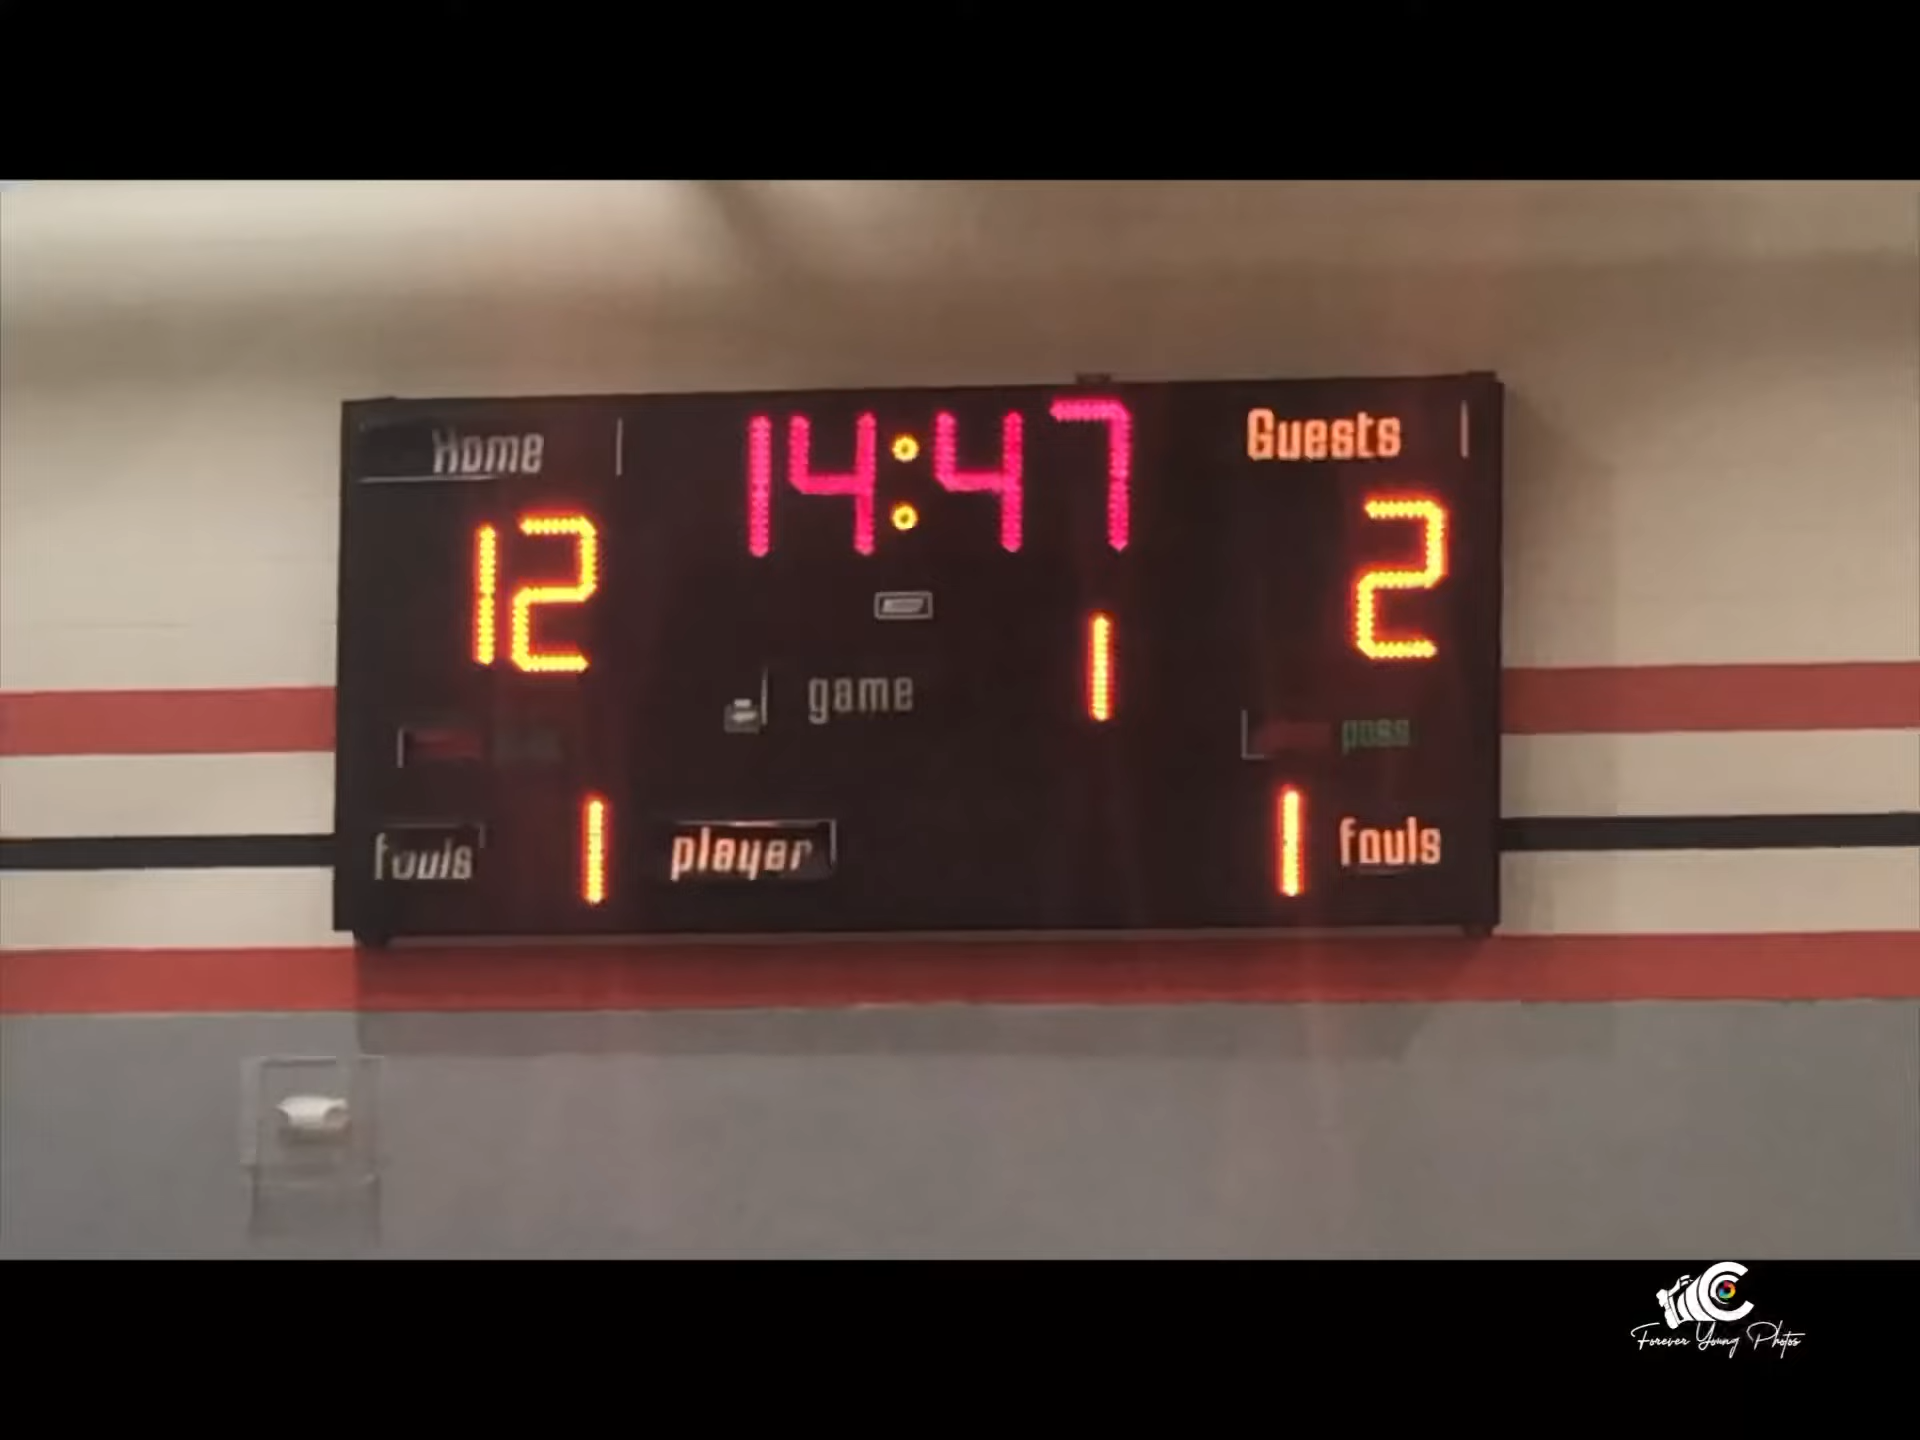 Home 14:47 Guests
12 2
game 1
poss
fouls 1 player 1 fouls
Forever Young Photos